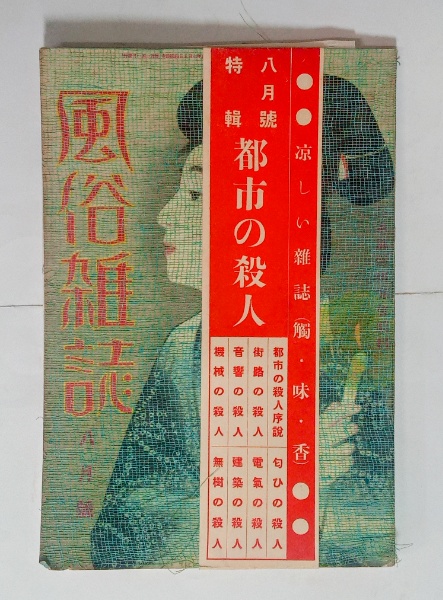 風俗雑誌
八月號
●●涼しい雜誌(觸・味・香)●●
八月號
特輯
都市の殺人
都市の殺人序說
街路の殺人
音響の殺人
機械の殺人
匂ひの殺人
電氣の殺人
建築の殺人
無樹の殺人